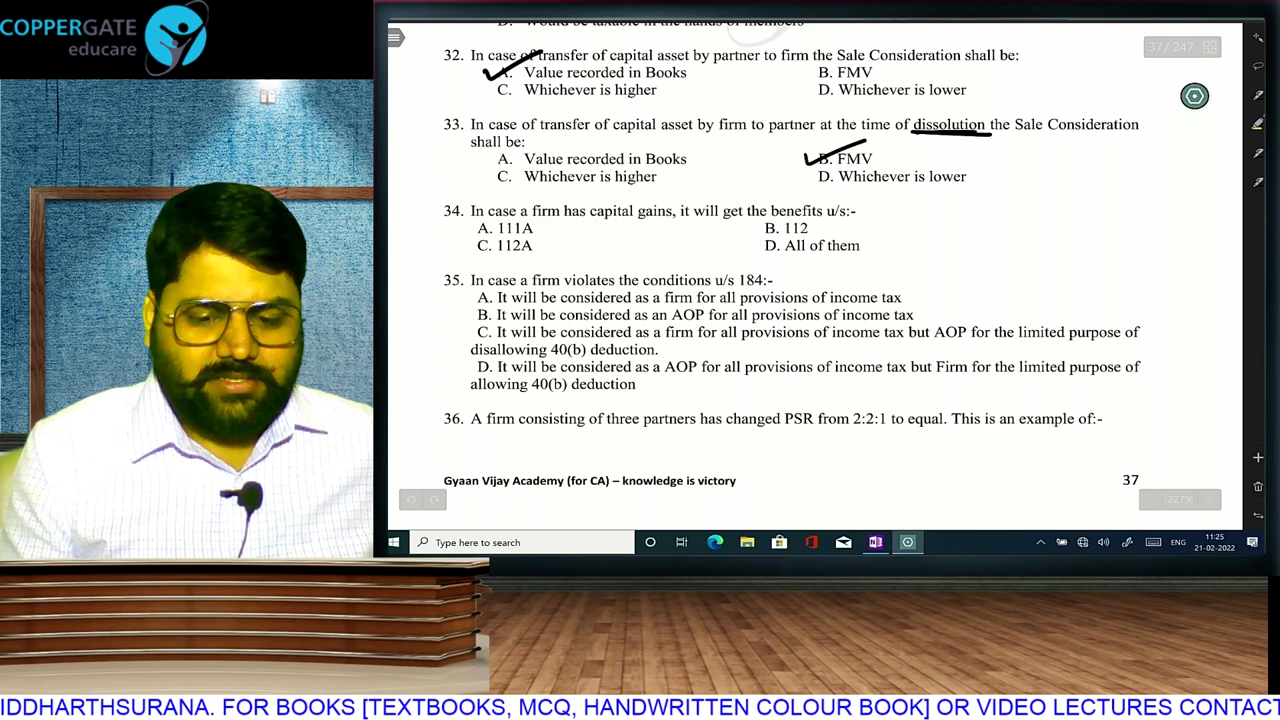 COPPERGATE
educare
D. Would be taxable in the hands of members
37 / 247
32. In case of transfer of capital asset by partner to firm the Sale Consideration shall be:
A. Value recorded in Books B. FMV
C. Whichever is higher D. Whichever is lower
33. In case of transfer of capital asset by firm to partner at the time of dissolution the Sale Consideration
shall be:
A. Value recorded in Books B. FMV
C. Whichever is higher D. Whichever is lower
34. In case a firm has capital gains, it will get the benefits u/s:-
A. 111A B. 112
C. 112A D. All of them
35. In case a firm violates the conditions u/s 184:-
A. It will be considered as a firm for all provisions of income tax
B. It will be considered as an AOP for all provisions of income tax
C. It will be considered as a firm for all provisions of income tax but AOP for the limited purpose of
disallowing 40(b) deduction.
D. It will be considered as a AOP for all provisions of income tax but Firm for the limited purpose of
allowing 40(b) deduction
36. A firm consisting of three partners has changed PSR from 2:2:1 to equal. This is an example of:-
Gyaan Vijay Academy (for CA) – knowledge is victory 37
227%
Type here to search
ENG
11:25
21-02-2022
IDDHARTHSURANA. FOR BOOKS [TEXTBOOKS, MCQ, HANDWRITTEN COLOUR BOOK] OR VIDEO LECTURES CONTACT